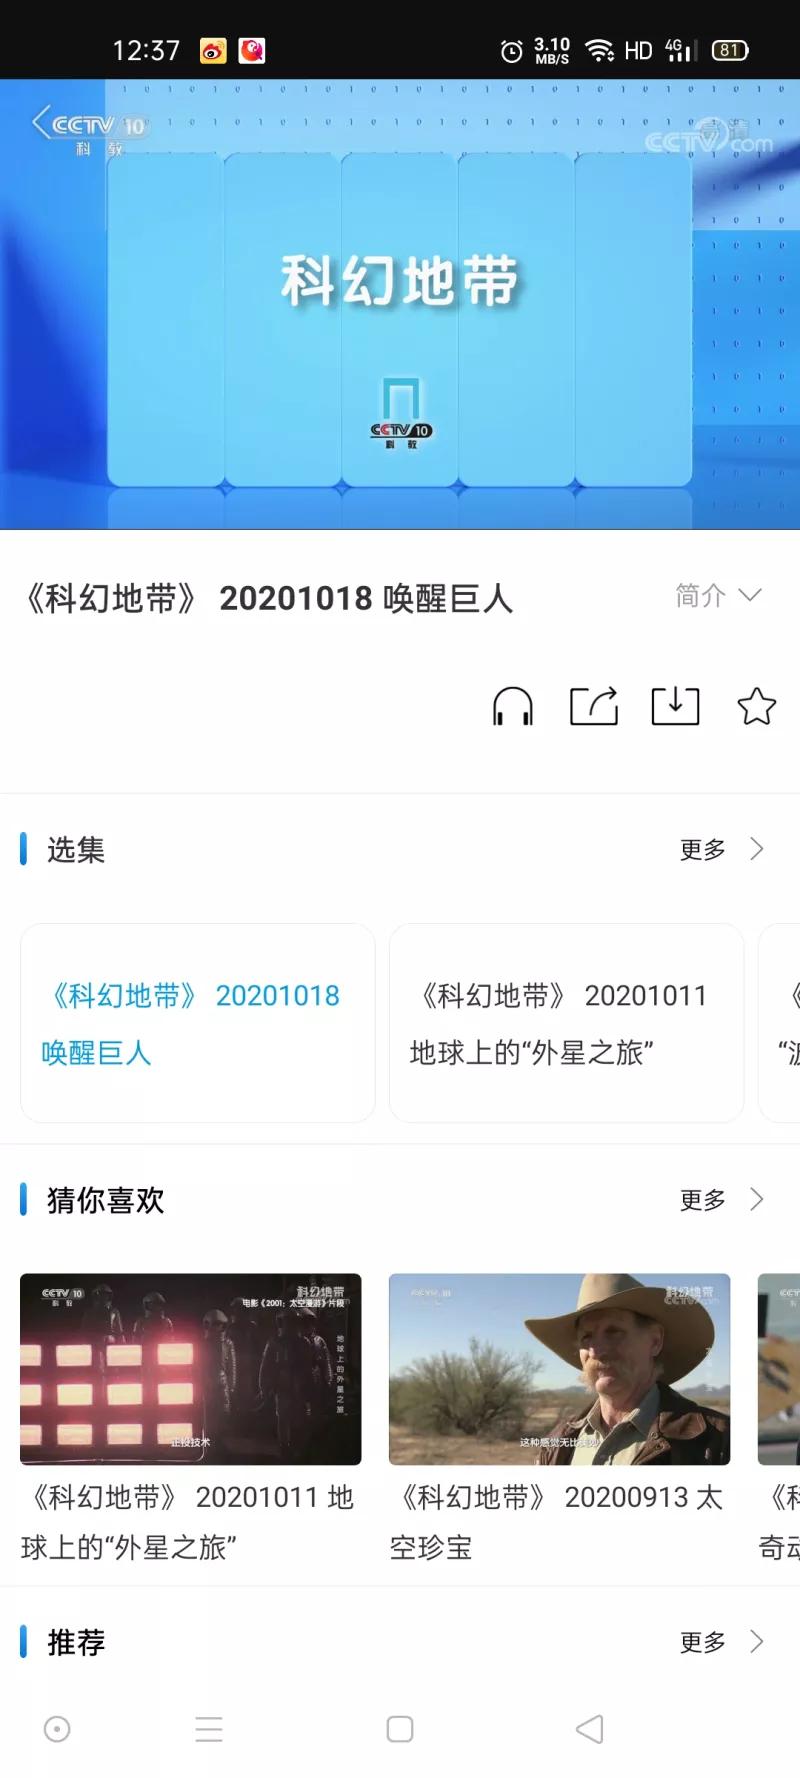 12:37
3.10
MB/S
HD
4G
81
CCTV 10
科 教
高清
CCTV.com
科幻地带
CCTV 10
科 教
《科幻地带》 20201018 唤醒巨人
简介
选集
更多
《科幻地带》 20201018
唤醒巨人
《科幻地带》 20201011
地球上的“外星之旅”
猜你喜欢
更多
CCTV 10
科 教
科幻地带
电影《2001：太空漫游》片段
地球上的外星之旅
正投技术
科幻地带
CCTV.com
这种感觉无比美妙
《科幻地带》 20201011 地
球上的“外星之旅”
《科幻地带》 20200913 太
空珍宝
奇动
推荐
更多